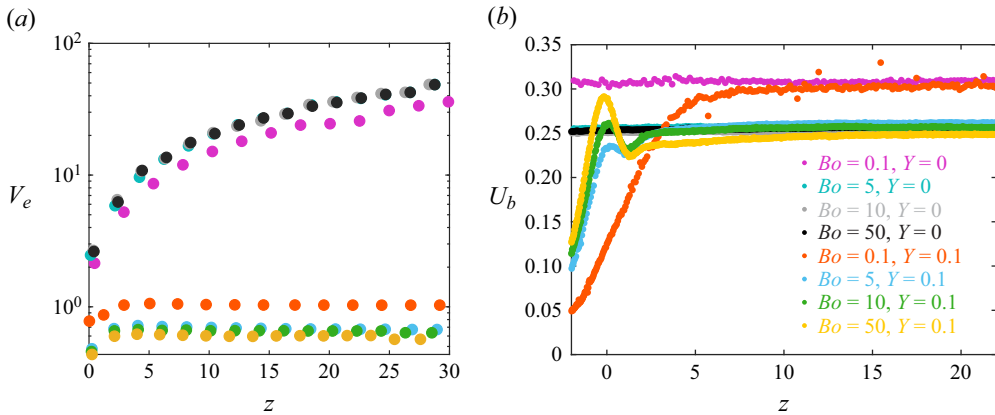 (a)
10²
10¹
10⁰
Vₑ
0 5 10 15 20 25 30
z
(b)
0.35
0.30
0.25
0.20
0.15
0.10
0.05
0
U_b
0 5 10 15 20
z
Bo = 0.1, Y = 0
Bo = 5, Y = 0
Bo = 10, Y = 0
Bo = 50, Y = 0
Bo = 0.1, Y = 0.1
Bo = 5, Y = 0.1
Bo = 10, Y = 0.1
Bo = 50, Y = 0.1